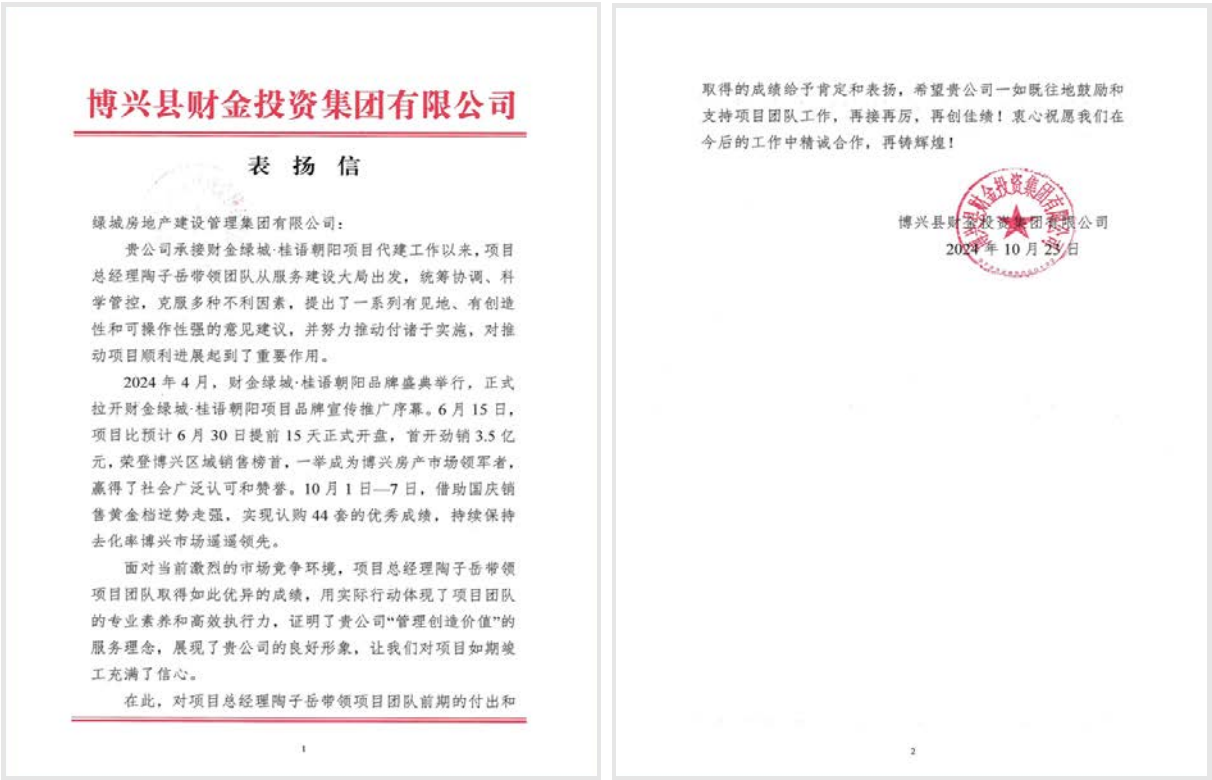 博兴县财金投资集团有限公司
表 扬 信
绿城房地产建设管理集团有限公司：
贵公司承接财金绿城·桂语朝阳项目代建工作以来，项目
总经理陶子岳带领团队从服务建设大局出发，统筹协调、科
学管控，克服多种不利因素，提出了一系列有见地、有创造
性和可操作性强的意见建议，并努力推动付诸于实施，对推
动项目顺利进展起到了重要作用。
2024 年 4 月，财金绿城·桂语朝阳品牌盛典举行，正式
拉开财金绿城·桂语朝阳项目品牌宣传推广序幕。6 月 15 日，
项目比预计 6 月 30 日提前 15 天正式开盘，首开劲销 3.5 亿
元，荣登博兴区域销售榜首，一举成为博兴房产市场领军者，
赢得了社会广泛认可和赞誉。10 月 1 日—7 日，借助国庆销
售黄金档逆势走强，实现认购 44 套的优秀成绩，持续保持
去化率博兴市场遥遥领先。
面对当前激烈的市场竞争环境，项目总经理陶子岳带领
项目团队取得如此优异的成绩，用实际行动体现了项目团队
的专业素养和高效执行力，证明了贵公司“管理创造价值”的
服务理念，展现了贵公司的良好形象，让我们对项目如期竣
工充满了信心。
在此，对项目总经理陶子岳带领项目团队前期的付出和
1
取得的成绩给予肯定和表扬，希望贵公司一如既往地鼓励和
支持项目团队工作，再接再厉，再创佳绩！衷心祝愿我们在
今后的工作中精诚合作，再铸辉煌！
博兴县财金投资集团有限公司
博兴县财金投资集团有限公司
2024 年 10 月 23 日
2